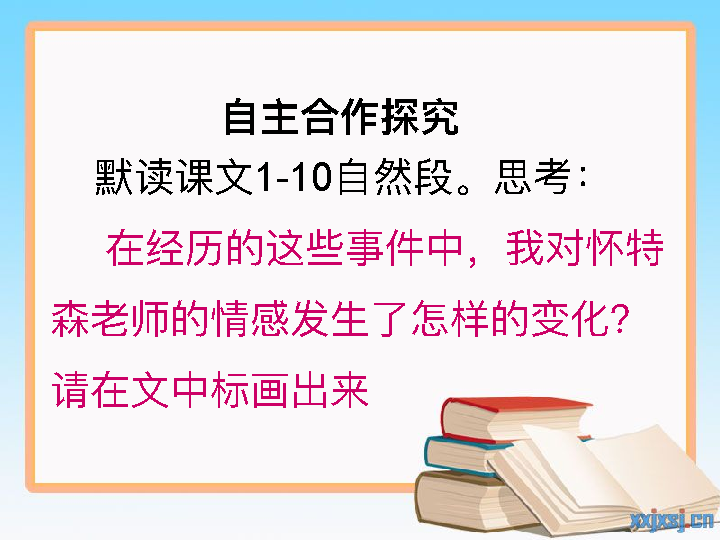 自主合作探究
默读课文1-10自然段。思考：
在经历的这些事件中，我对怀特
森老师的情感发生了怎样的变化？
请在文中标画出来
xxjxsj.cn